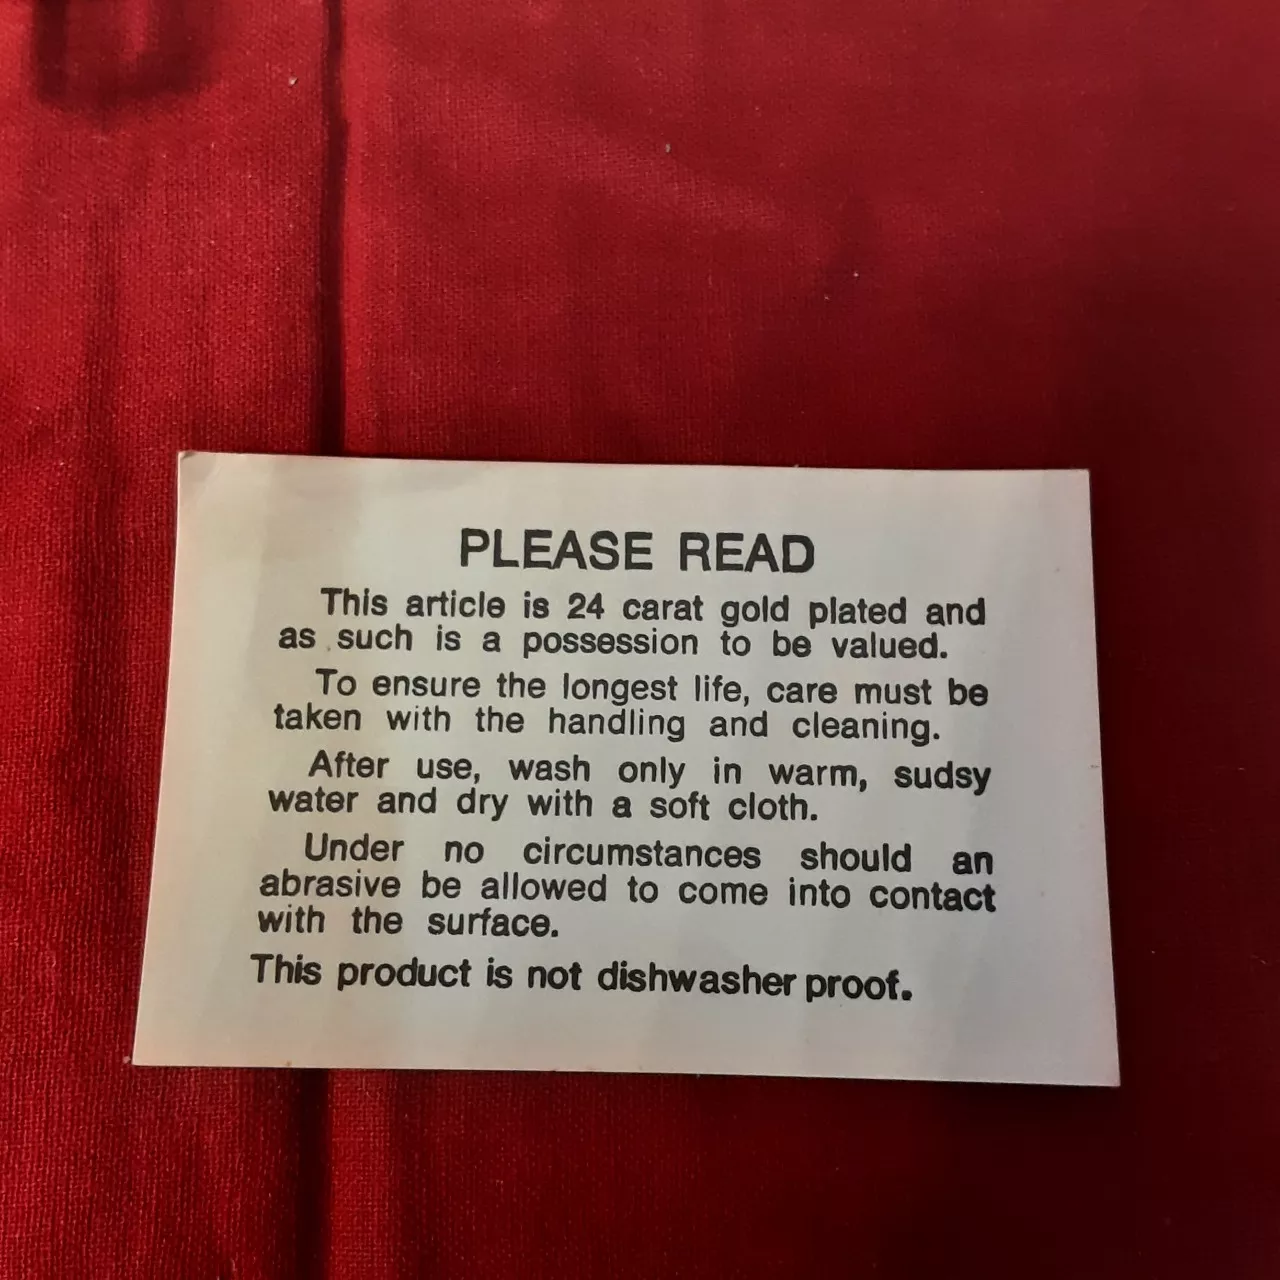 PLEASE READ
This article is 24 carat gold plated and
as such is a possession to be valued.
To ensure the longest life, care must be
taken with the handling and cleaning.
After use, wash only in warm, sudsy
water and dry with a soft cloth.
Under no circumstances should an
abrasive be allowed to come into contact
with the surface.
This product is not dishwasher proof.